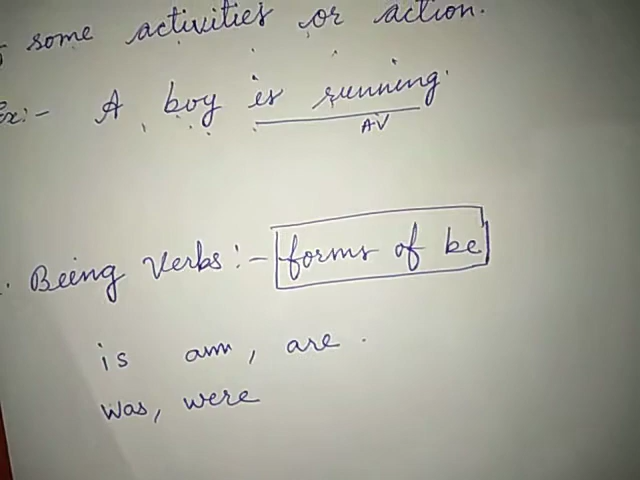 some activities or action.
Ex:- A boy is running.
AV
Being Verbs:- forms of be
is am, are.
was, were